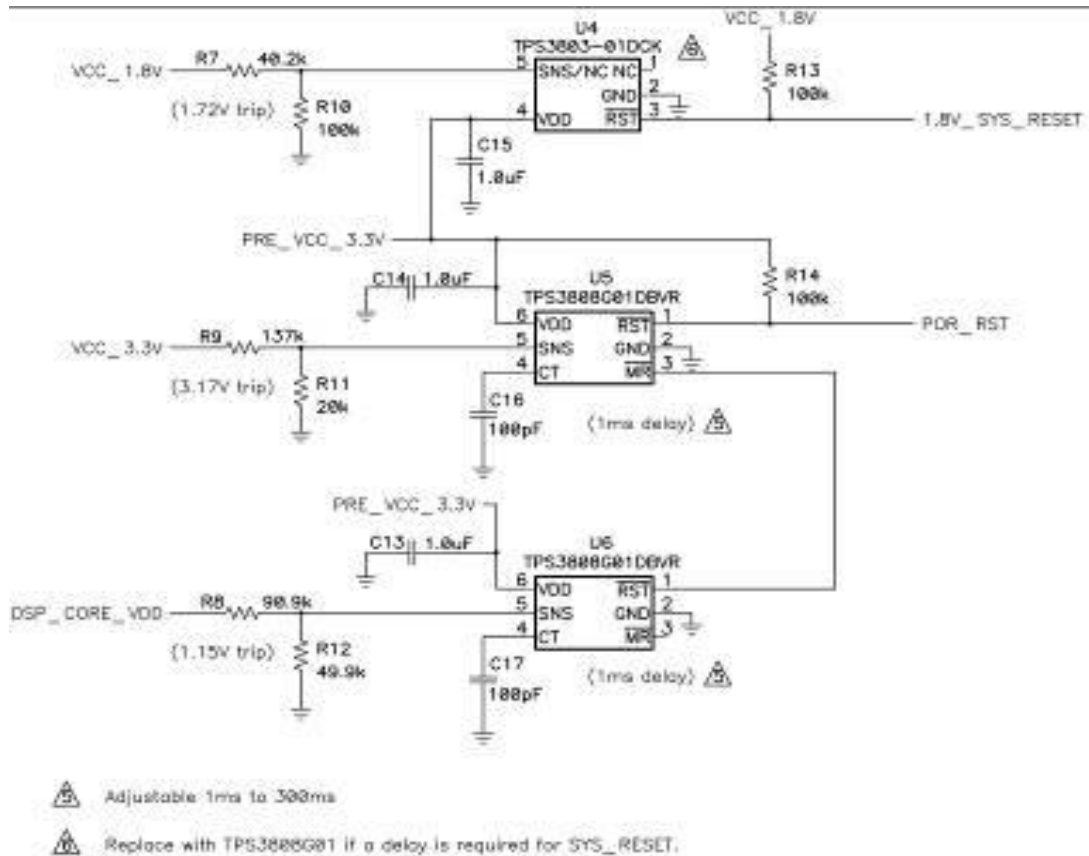 VCC_1.8V
U4
TPS3803-01DCK
6
R7 40.2k
VCC_1.8V
5 SNS/NC NC 1
R13
100k
(1.72V trip)
R10
100k
GND 2
4 VDD RST 3
1.8V_SYS_RESET
C15
1.0uF
PRE_VCC_3.3V
C14 1.0uF
U5
TPS3808G01DBVR
R14
100k
6 VDD RST 1
POR_RST
R9 137k
VCC_3.3V
5 SNS GND 2
4 CT MR 3
(3.17V trip)
R11
20k
C16
100pF
(1ms delay) 5
PRE_VCC_3.3V
C13 1.0uF
U6
TPS3808G01DBVR
6 VDD RST 1
R8 90.9k
DSP_CORE_VDD
5 SNS GND 2
4 CT MR 3
(1.15V trip)
R12
49.9k
C17
100pF
(1ms delay) 5
5 Adjustable 1ms to 300ms
6 Replace with TPS3808G01 if a delay is required for SYS_RESET.